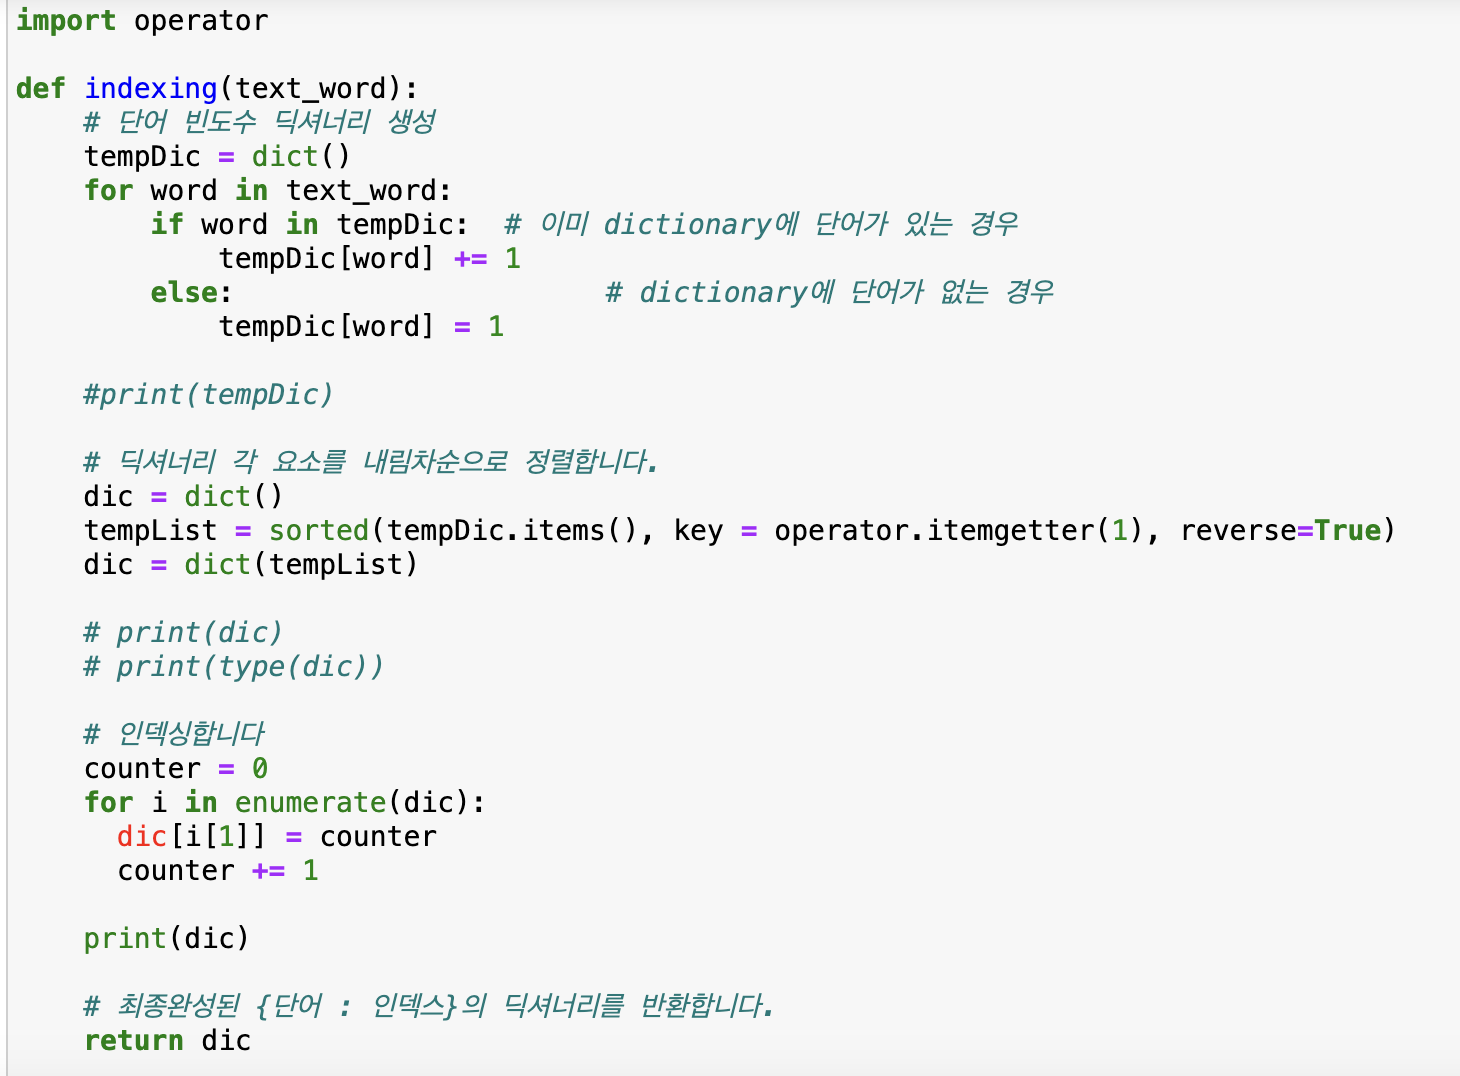 import operator
def indexing(text_word):
# 단어 빈도수 딕셔너리 생성
tempDic = dict()
for word in text_word:
if word in tempDic:  # 이미 dictionary에 단어가 있는 경우
tempDic[word] += 1
else:                      # dictionary에 단어가 없는 경우
tempDic[word] = 1
#print(tempDic)
# 딕셔너리 각 요소를 내림차순으로 정렬합니다.
dic = dict()
tempList = sorted(tempDic.items(), key = operator.itemgetter(1), reverse=True)
dic = dict(tempList)
# print(dic)
# print(type(dic))
# 인덱싱합니다
counter = 0
for i in enumerate(dic):
dic[i[1]] = counter
counter += 1
print(dic)
# 최종완성된 {단어 : 인덱스}의 딕셔너리를 반환합니다.
return dic